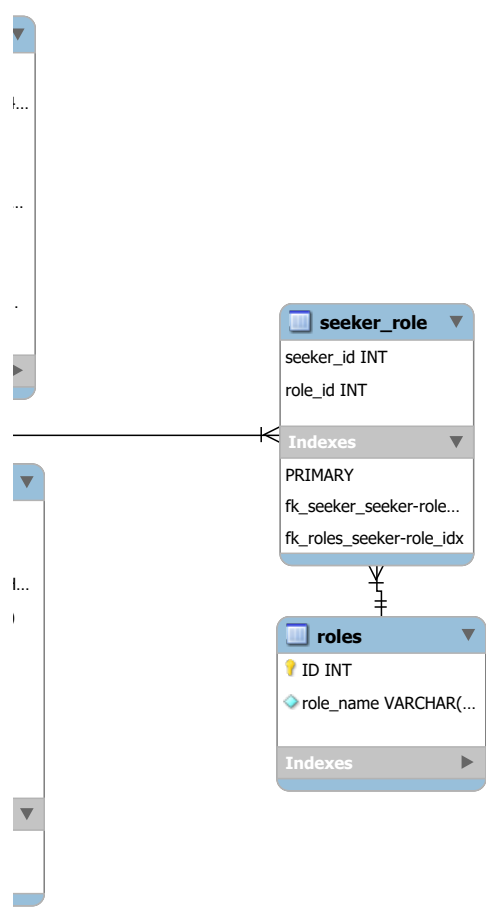 seeker_role
seeker_id INT
role_id INT
Indexes
PRIMARY
fk_seeker_seeker-role...
fk_roles_seeker-role_idx
roles
ID INT
role_name VARCHAR(...
Indexes